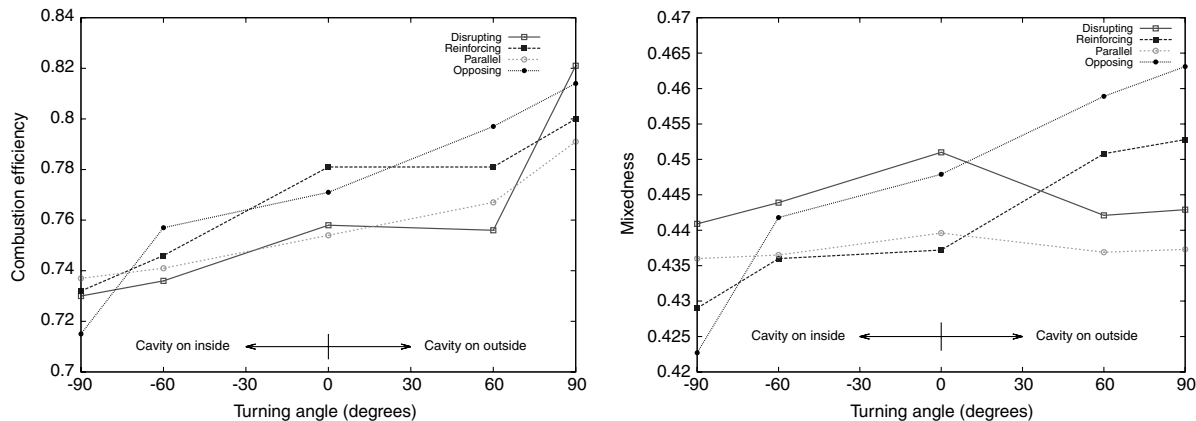 0.84
0.82
0.8
0.78
0.76
0.74
0.72
0.7
Combustion efficiency
Disrupting
Reinforcing
Parallel
Opposing
Cavity on inside
Cavity on outside
-90 -60 -30 0 30 60 90
Turning angle (degrees)
0.47
0.465
0.46
0.455
0.45
0.445
0.44
0.435
0.43
0.425
0.42
Mixedness
Disrupting
Reinforcing
Parallel
Opposing
Cavity on inside
Cavity on outside
-90 -60 -30 0 30 60 90
Turning angle (degrees)